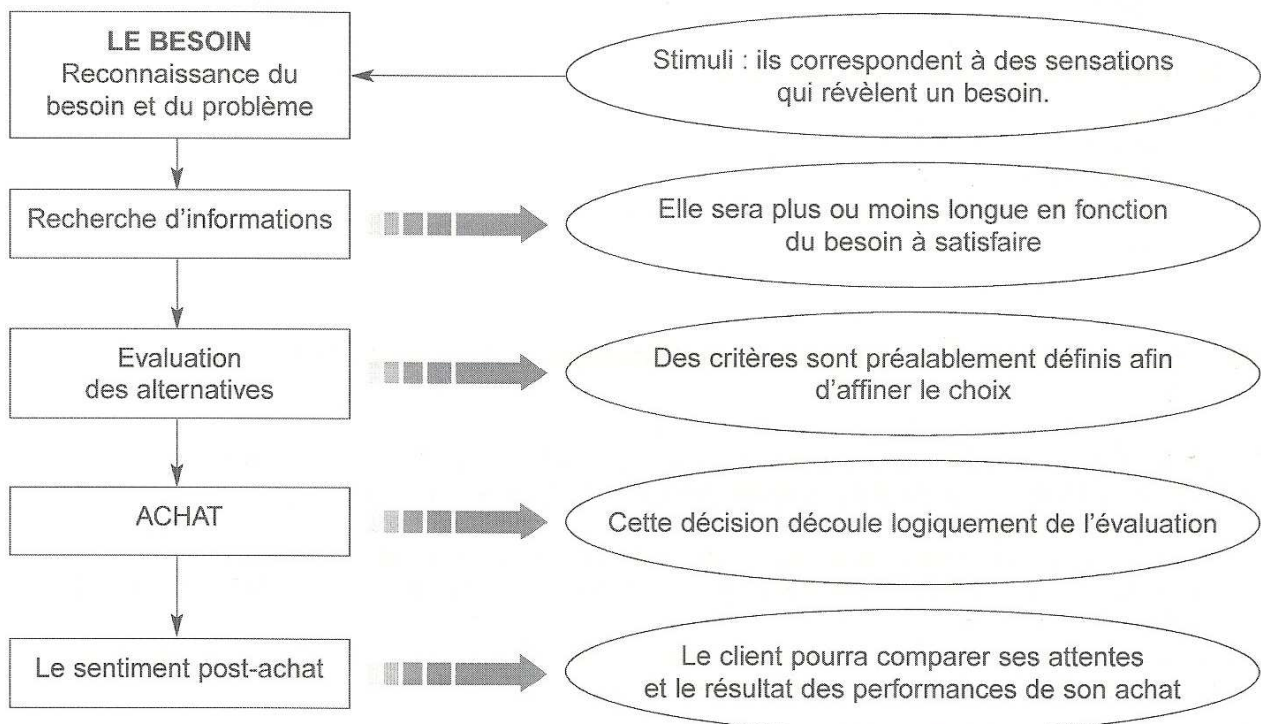 LE BESOIN
Reconnaissance du
besoin et du problème
Stimuli : ils correspondent à des sensations
qui révèlent un besoin.
Recherche d’informations
Elle sera plus ou moins longue en fonction
du besoin à satisfaire
Evaluation
des alternatives
Des critères sont préalablement définis afin
d’affiner le choix
ACHAT
Cette décision découle logiquement de l’évaluation
Le sentiment post-achat
Le client pourra comparer ses attentes
et le résultat des performances de son achat